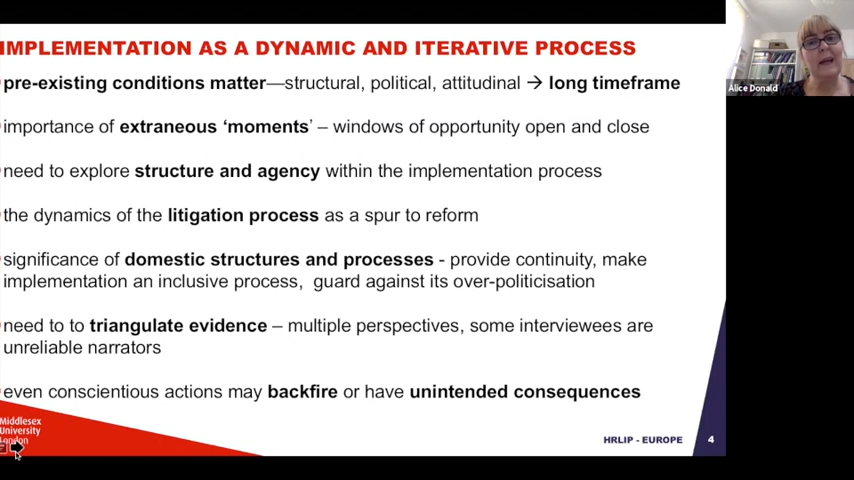 IMPLEMENTATION AS A DYNAMIC AND ITERATIVE PROCESS
pre-existing conditions matter—structural, political, attitudinal → long timeframe
importance of extraneous ‘moments’ – windows of opportunity open and close
need to explore structure and agency within the implementation process
the dynamics of the litigation process as a spur to reform
significance of domestic structures and processes - provide continuity, make
implementation an inclusive process, guard against its over-politicisation
need to to triangulate evidence – multiple perspectives, some interviewees are
unreliable narrators
even conscientious actions may backfire or have unintended consequences
Middlesex
University
London
HRLIP - EUROPE 4
Alice Donald